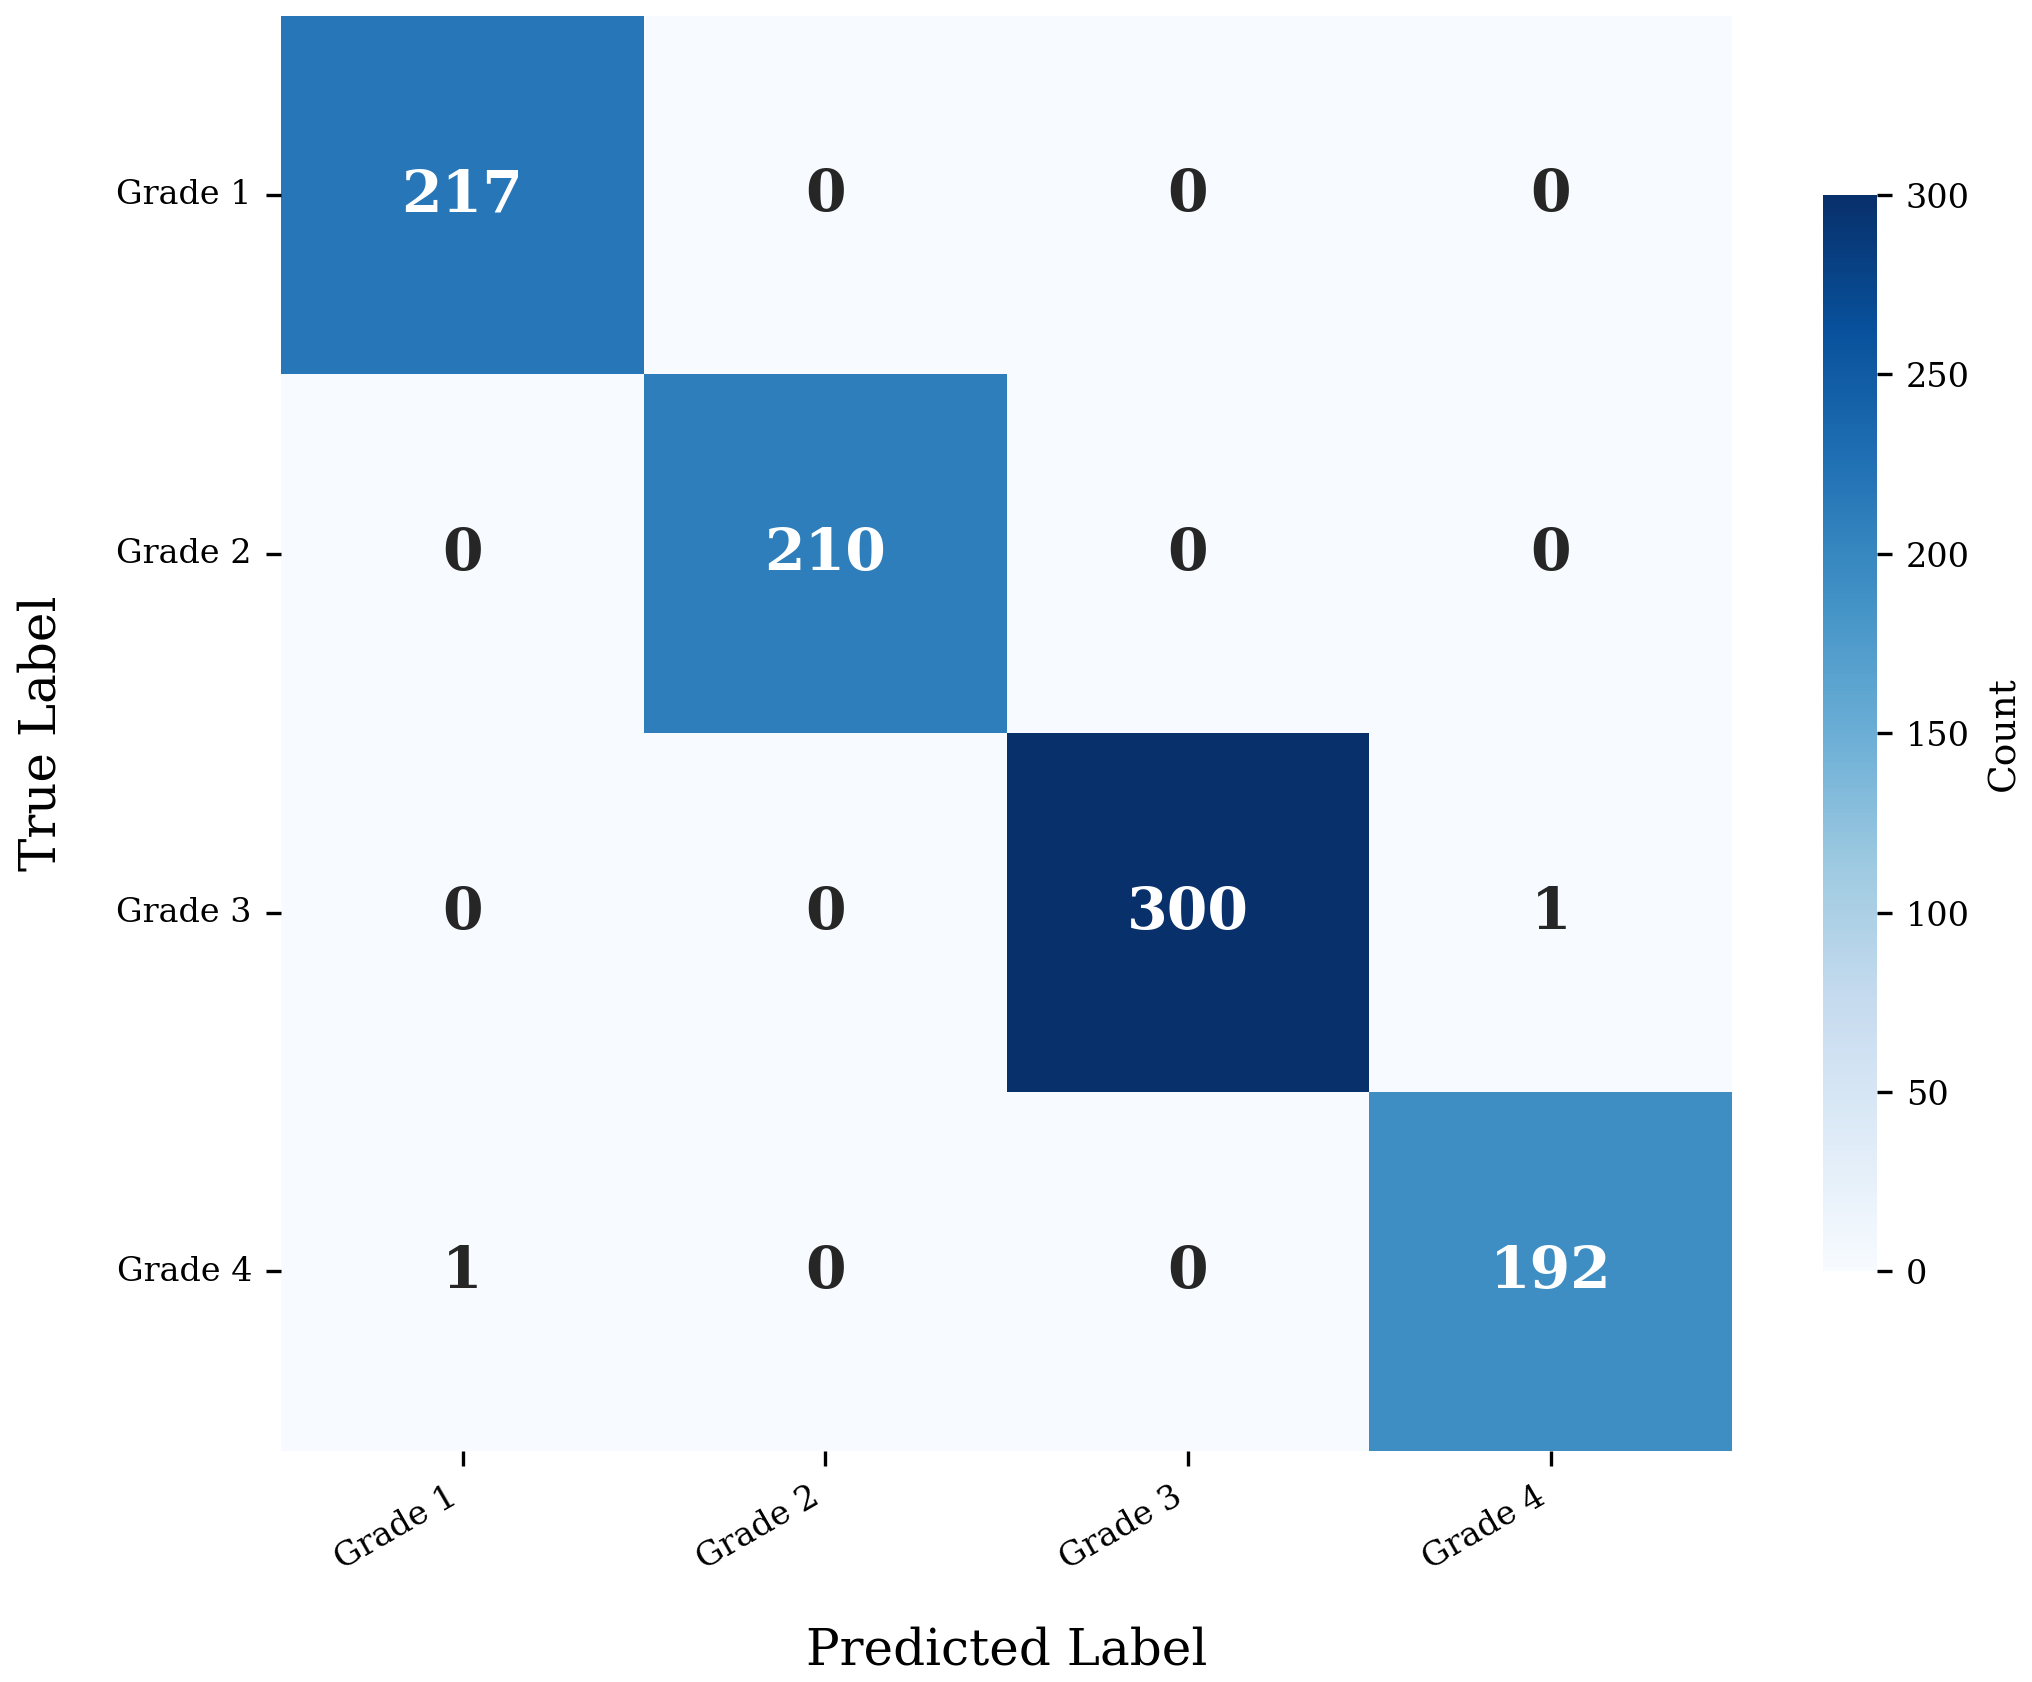 Grade 1 217 0 0 0
Grade 2 0 210 0 0
Grade 3 0 0 300 1
Grade 4 1 0 0 192
True Label
Grade 1 Grade 2 Grade 3 Grade 4
Predicted Label
300
250
200
150
100
50
0
Count